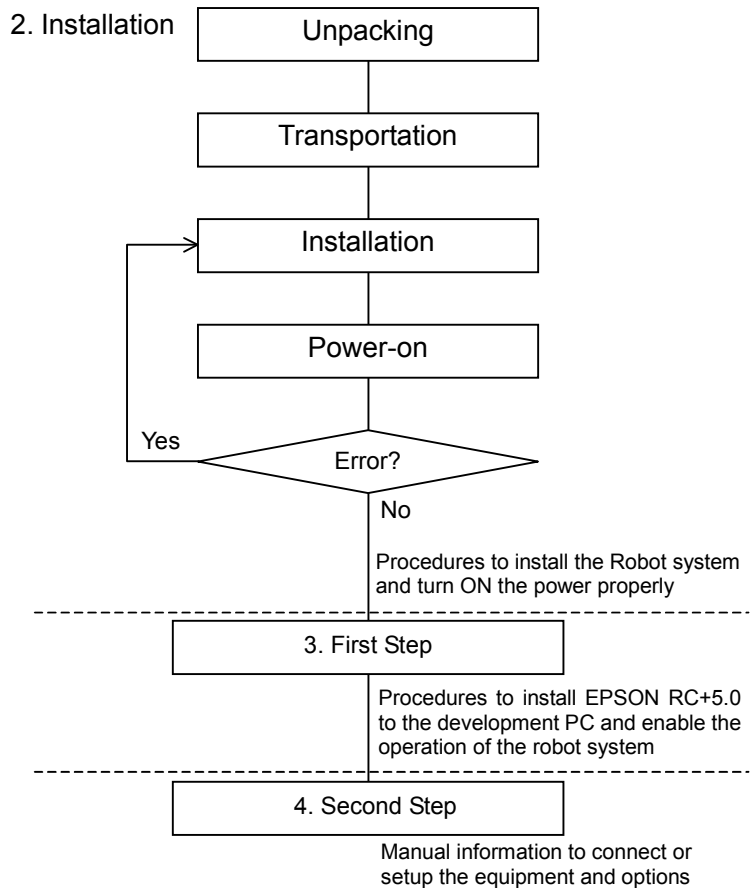 2. Installation
Unpacking
Transportation
Installation
Power-on
Yes
Error?
No
Procedures to install the Robot system
and turn ON the power properly
3. First Step
Procedures to install EPSON RC+5.0
to the development PC and enable the
operation of the robot system
4. Second Step
Manual information to connect or
setup the equipment and options